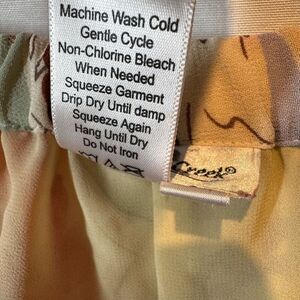 Machine Wash Cold
Gentle Cycle
Non-Chlorine Bleach
When Needed
Squeeze Garment
Drip Dry Until damp
Squeeze Again
Hang Until Dry
Do Not Iron